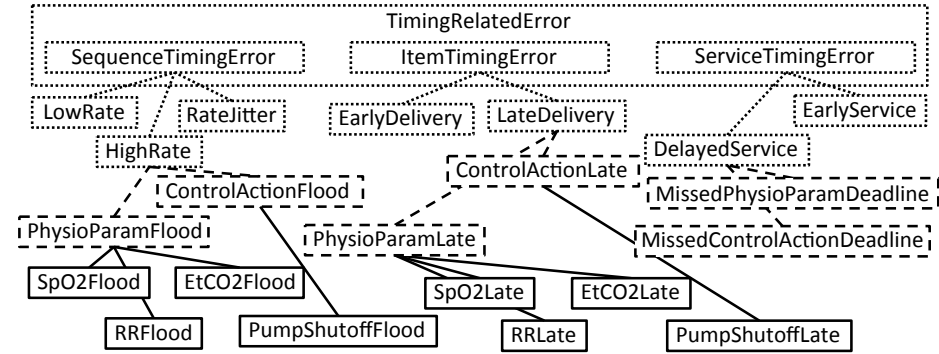 TimingRelatedError
SequenceTimingError
ItemTimingError
ServiceTimingError
LowRate
RateJitter
EarlyDelivery
LateDelivery
EarlyService
HighRate
DelayedService
ControlActionFlood
ControlActionLate
MissedPhysioParamDeadline
PhysioParamFlood
PhysioParamLate
MissedControlActionDeadline
SpO2Flood
EtCO2Flood
SpO2Late
EtCO2Late
RRFlood
PumpShutoffFlood
RRLate
PumpShutoffLate